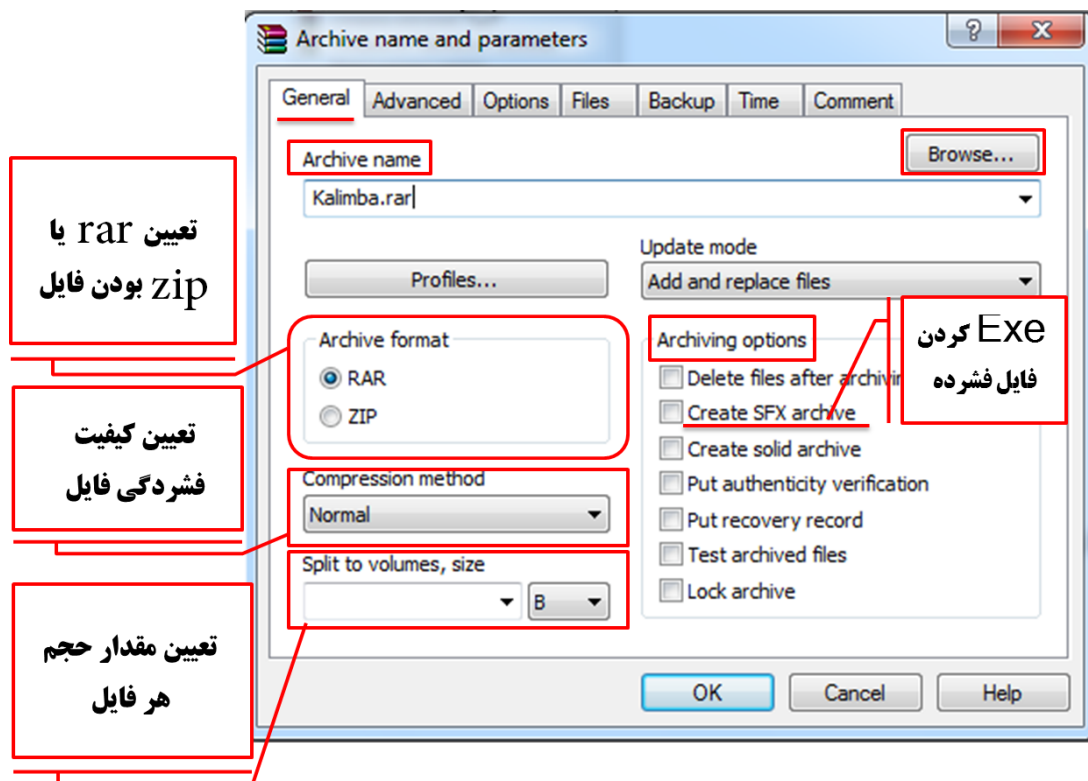 Archive name and parameters
General Advanced Options Files Backup Time Comment
Archive name
Browse...
Kalimba.rar
Update mode
Profiles...
Add and replace files
Archive format
RAR
ZIP
Archiving options
Delete files after archivin
Create SFX archive
Create solid archive
Put authenticity verification
Put recovery record
Test archived files
Lock archive
Compression method
Normal
Split to volumes, size
B
OK Cancel Help
تعیین rar یا
zip بودن فایل
تعیین کیفیت
فشردگی فایل
تعیین مقدار حجم
هر فایل
Exe کردن
فایل فشرده